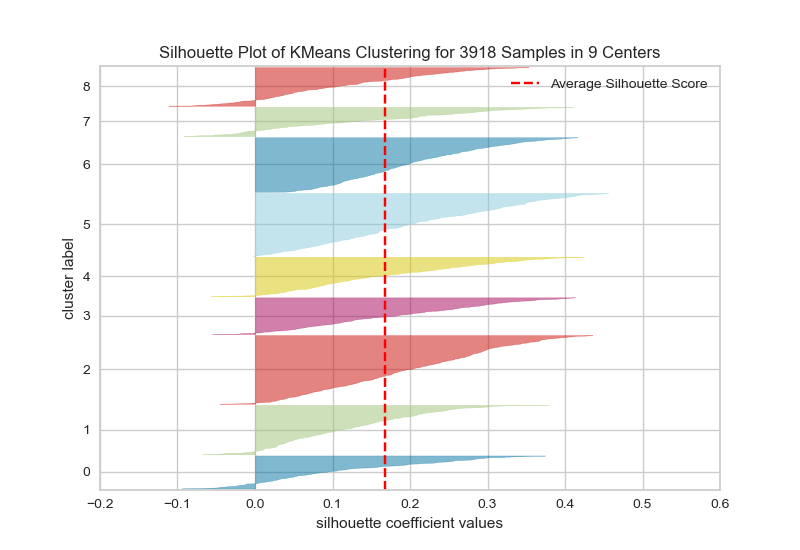 Silhouette Plot of KMeans Clustering for 3918 Samples in 9 Centers
Average Silhouette Score
8
7
6
5
4
3
2
1
0
cluster label
−0.2 −0.1 0.0 0.1 0.2 0.3 0.4 0.5 0.6
silhouette coefficient values